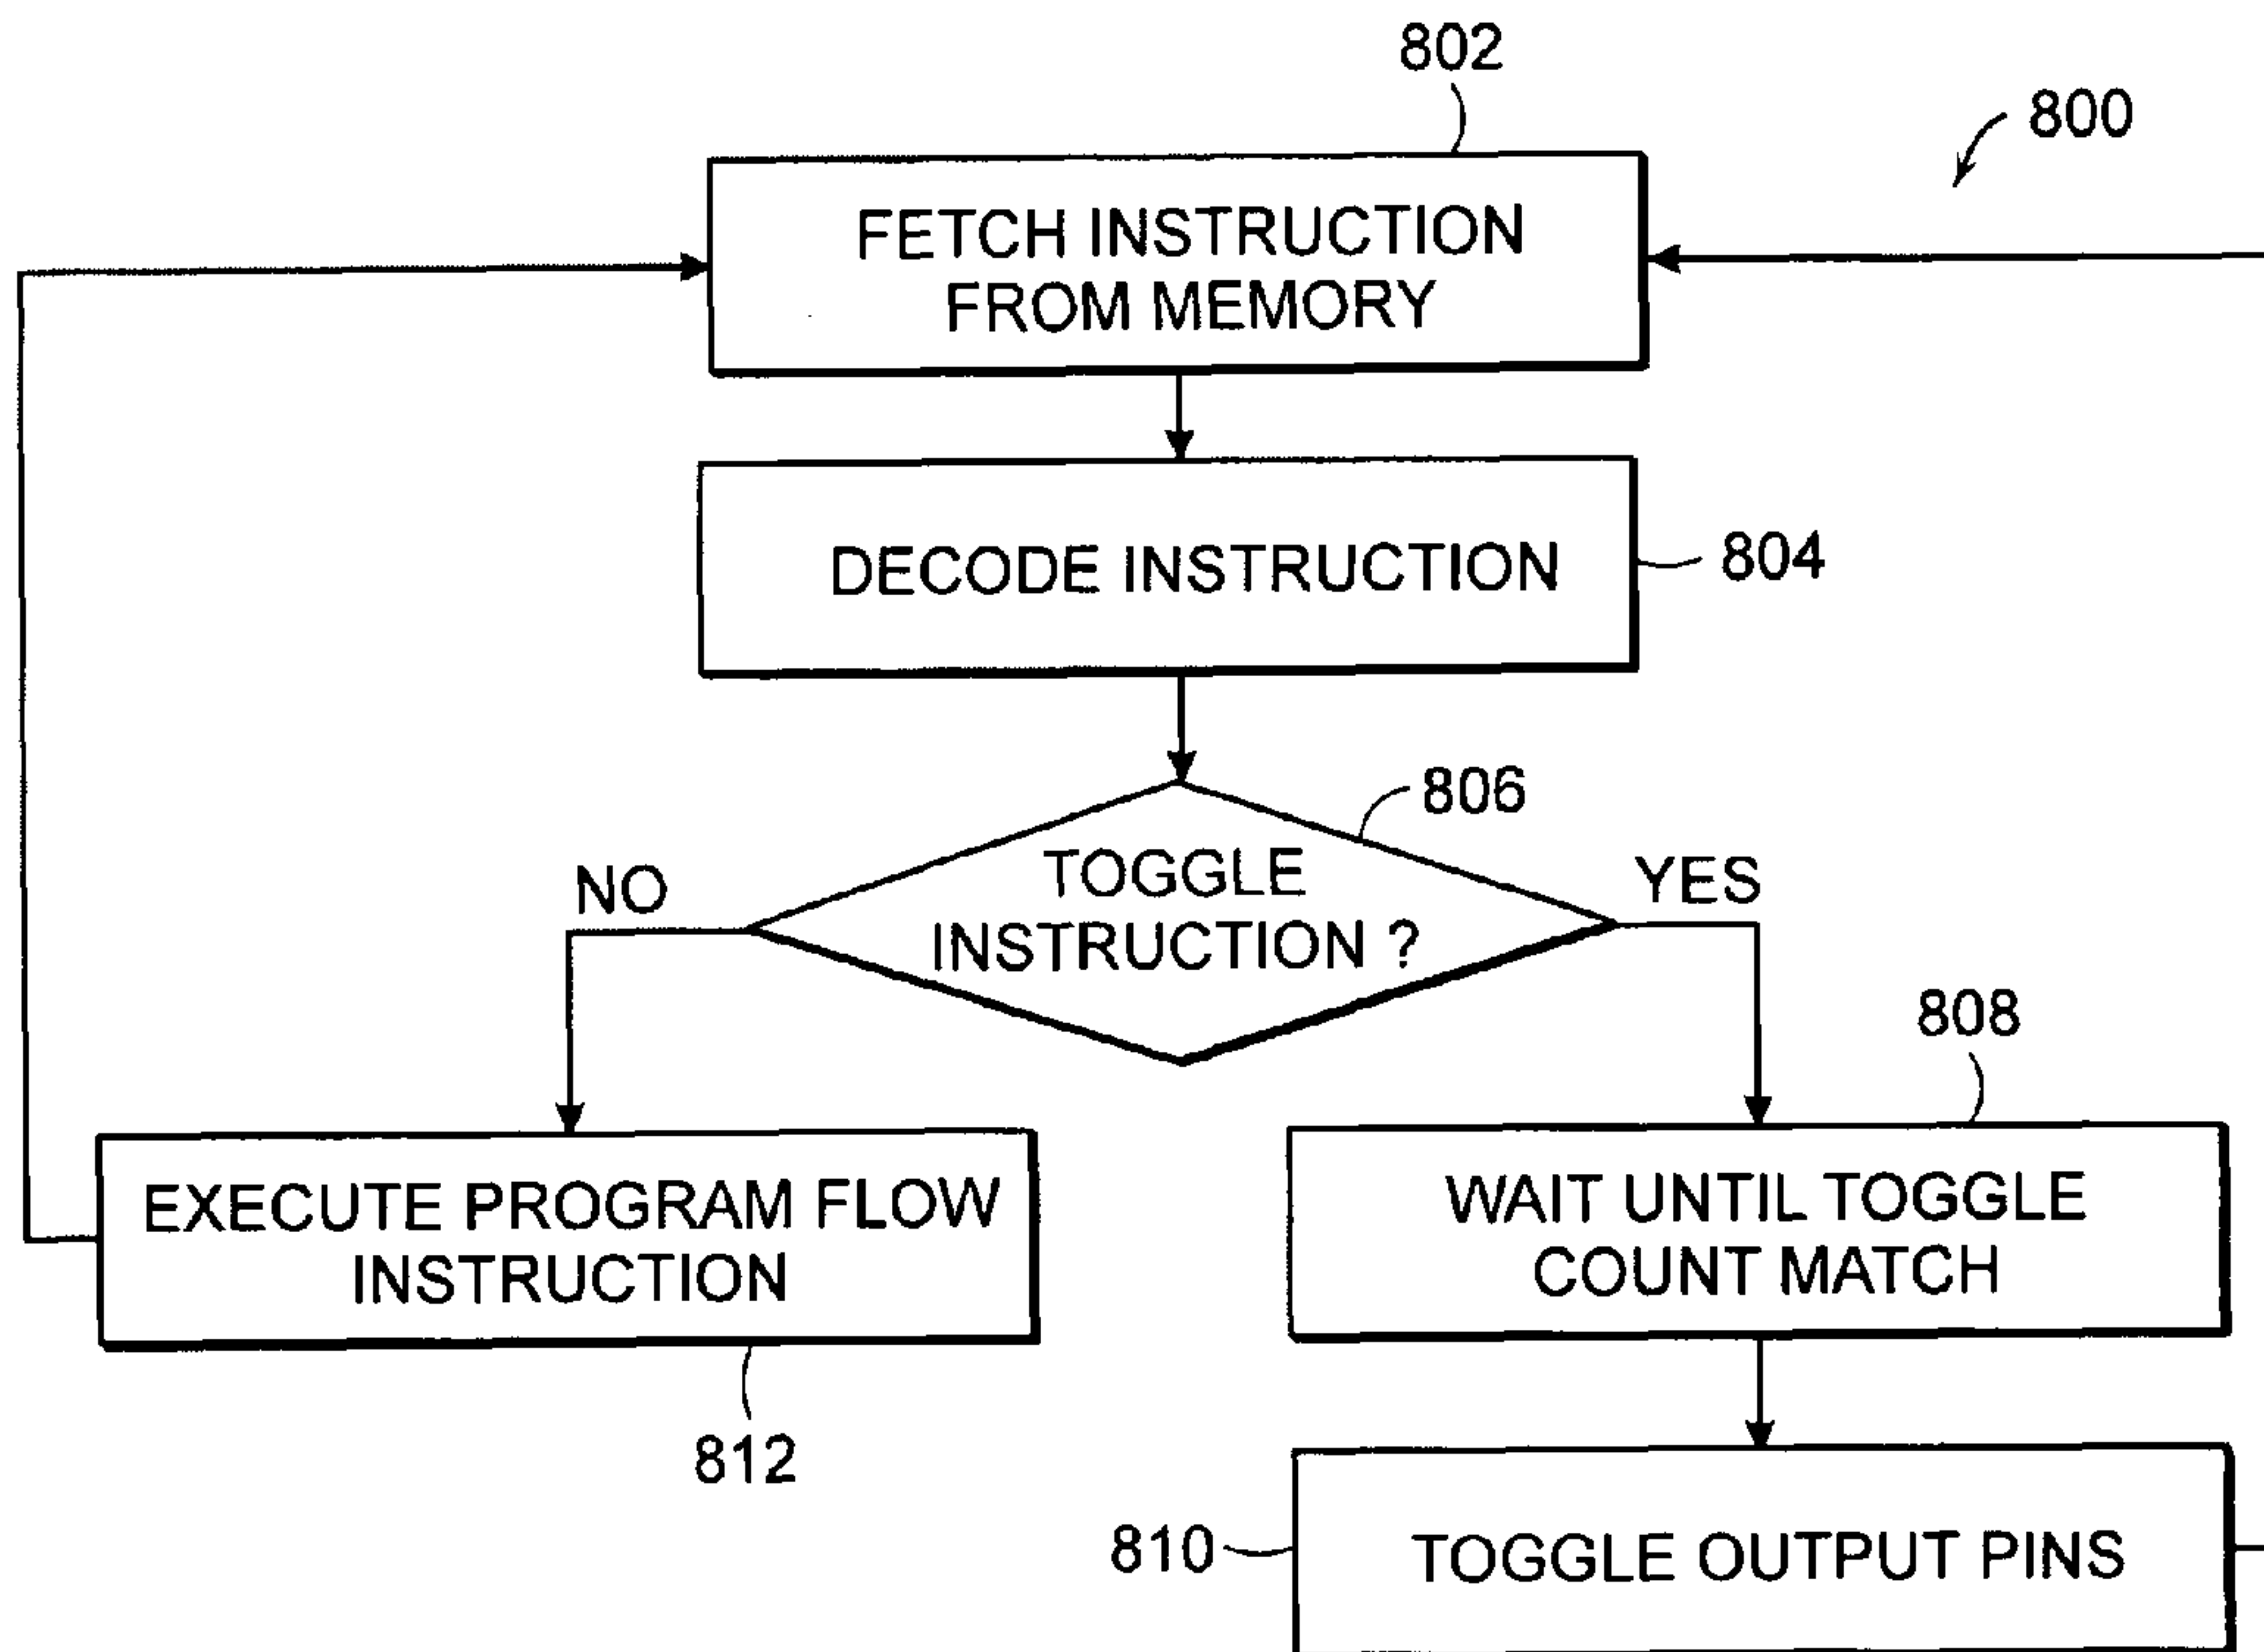 802
800
FETCH INSTRUCTION
FROM MEMORY
DECODE INSTRUCTION
804
806
TOGGLE
INSTRUCTION ?
NO
YES
808
EXECUTE PROGRAM FLOW
INSTRUCTION
WAIT UNTIL TOGGLE
COUNT MATCH
812
810
TOGGLE OUTPUT PINS